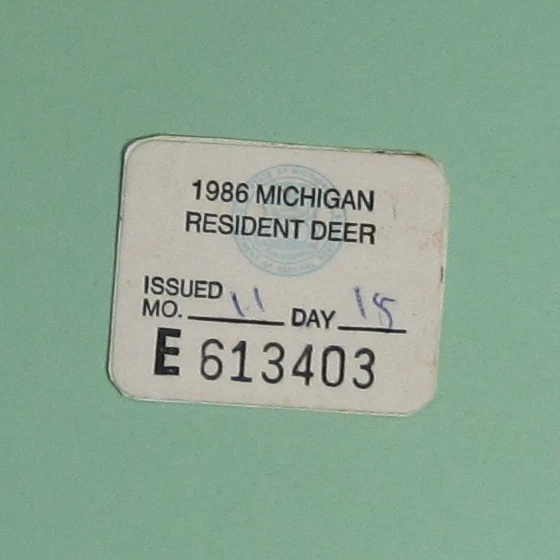 1986 MICHIGAN
RESIDENT DEER
ISSUED
MO. 11 DAY 15
E 613403